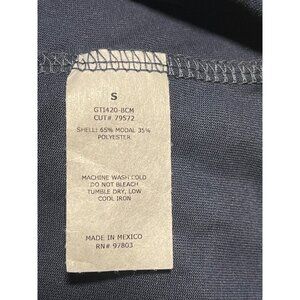 S
GT1420-BCM
CUT# 79572
SHELL: 65% MODAL 35%
POLYESTER
MACHINE WASH COLD
DO NOT BLEACH
TUMBLE DRY, LOW
COOL IRON
MADE IN MEXICO
RN# 97803